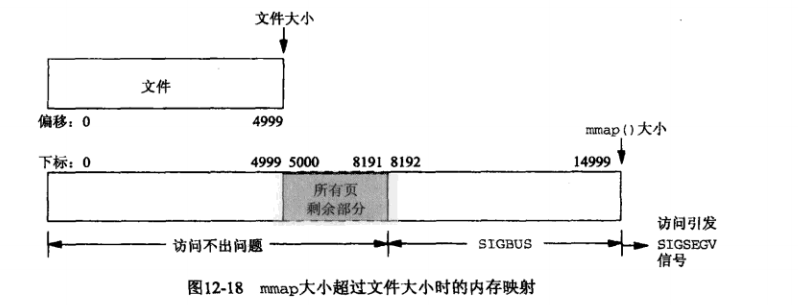 文件大小
文件
偏移：0 4999
mmap()大小
下标：0 4999 5000 8191 8192 14999
所有页
剩余部分
访问不出问题 SIGBUS
访问引发
SIGSEGV
信号
图12-18 mmap大小超过文件大小时的内存映射